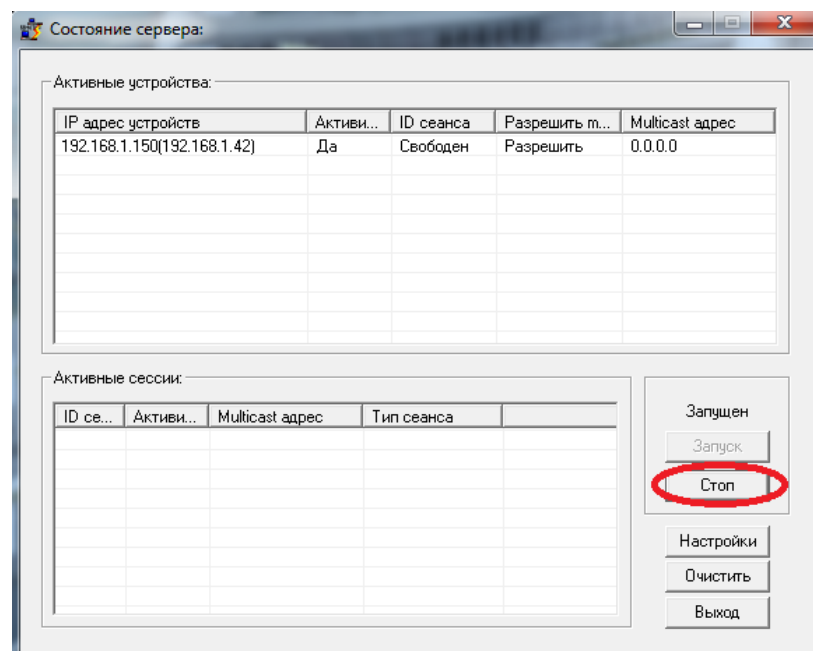 Состояние сервера:
Активные устройства:
IP адрес устройств Активи... ID сеанса Разрешить m... Multicast адрес
192.168.1.150(192.168.1.42) Да Свободен Разрешить 0.0.0.0
Активные сессии:
ID се... Активи... Multicast адрес Тип сеанса
Запущен
Запуск
Стоп
Настройки
Очистить
Выход